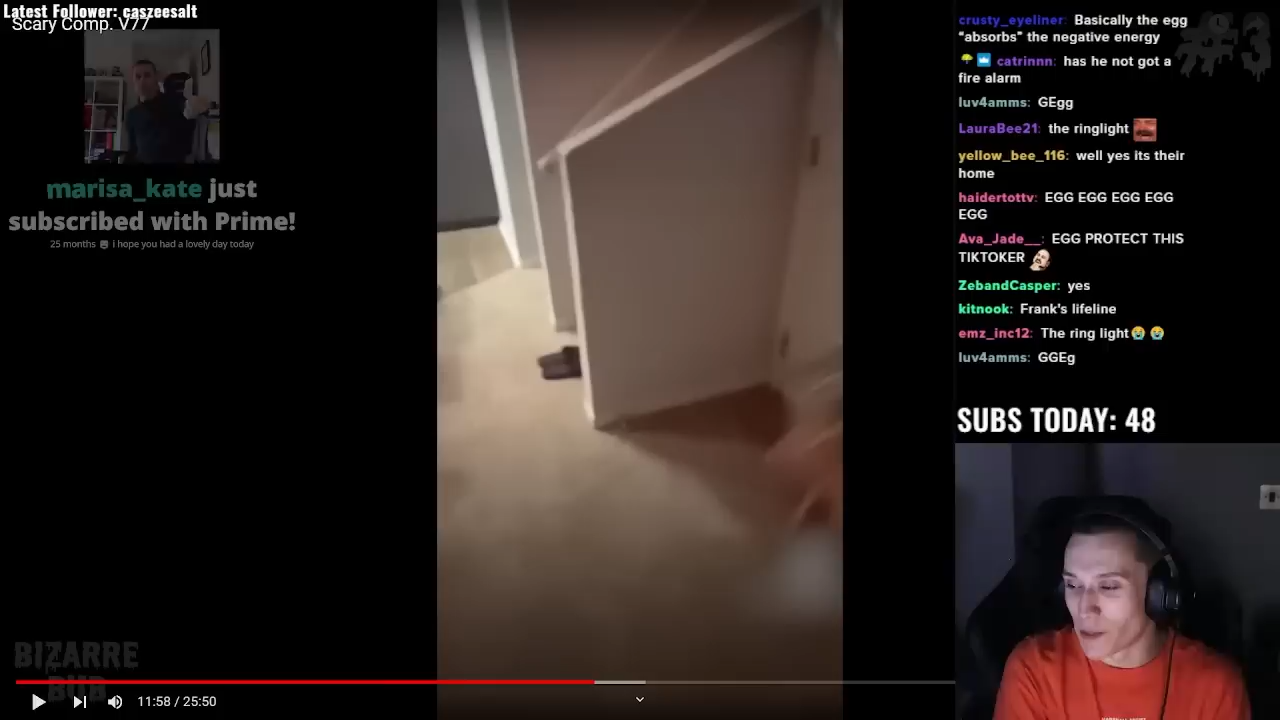 Latest Follower: caszeesalt
Scary Comp. V77
marisa_kate just
subscribed with Prime!
25 months i hope you had a lovely day today
#3
crusty_eyeliner: Basically the egg
“absorbs” the negative energy
catrinnn: has he not got a
fire alarm
luv4amms: GEgg
LauraBee21: the ringlight
yellow_bee_116: well yes its their
home
haidertottv: EGG EGG EGG EGG
EGG
Ava_Jade__: EGG PROTECT THIS
TIKTOKER
ZebandCasper: yes
kitnook: Frank's lifeline
emz_inc12: The ring light
luv4amms: GGEg
SUBS TODAY: 48
BIZARRE
BUB
11:58 / 25:50